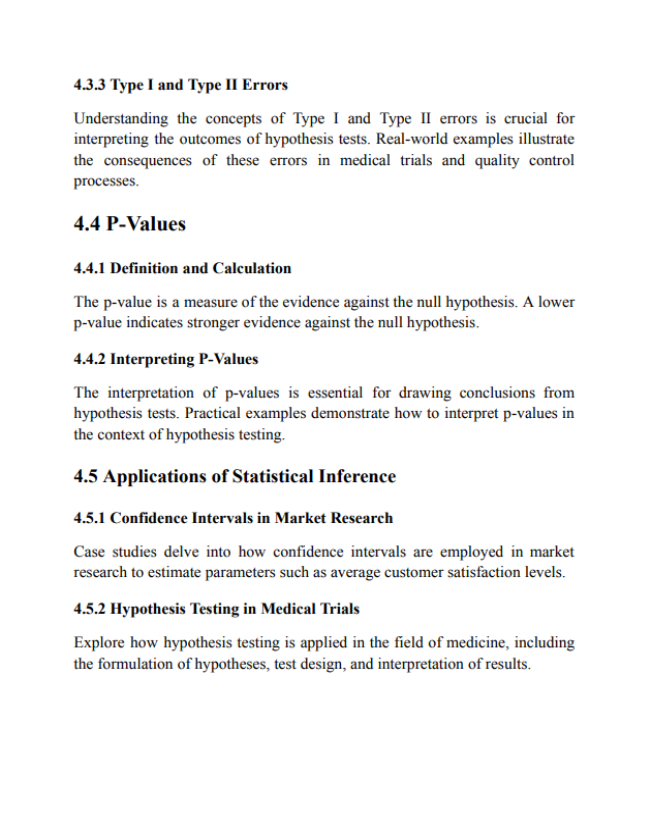 4.3.3 Type I and Type II Errors
Understanding the concepts of Type I and Type II errors is crucial for
interpreting the outcomes of hypothesis tests. Real-world examples illustrate
the consequences of these errors in medical trials and quality control
processes.
4.4 P-Values
4.4.1 Definition and Calculation
The p-value is a measure of the evidence against the null hypothesis. A lower
p-value indicates stronger evidence against the null hypothesis.
4.4.2 Interpreting P-Values
The interpretation of p-values is essential for drawing conclusions from
hypothesis tests. Practical examples demonstrate how to interpret p-values in
the context of hypothesis testing.
4.5 Applications of Statistical Inference
4.5.1 Confidence Intervals in Market Research
Case studies delve into how confidence intervals are employed in market
research to estimate parameters such as average customer satisfaction levels.
4.5.2 Hypothesis Testing in Medical Trials
Explore how hypothesis testing is applied in the field of medicine, including
the formulation of hypotheses, test design, and interpretation of results.